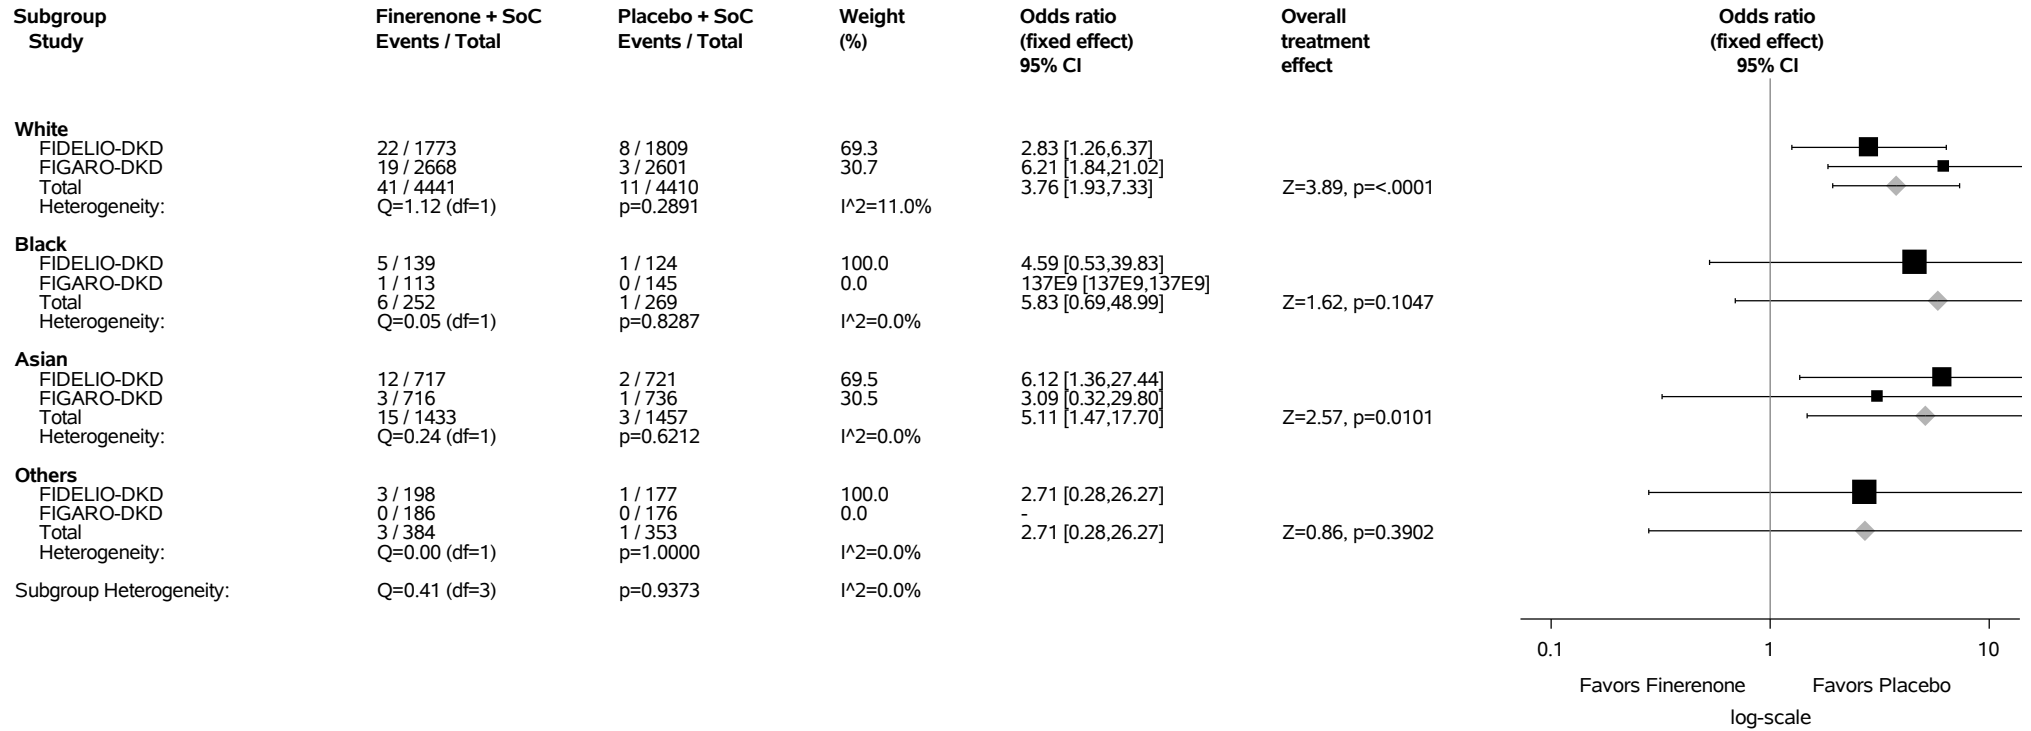 Subgroup Finerenone + SoC Placebo + SoC Weight Odds ratio Overall Odds ratio
Study Events / Total Events / Total (%) (fixed effect) treatment (fixed effect)
95% CI effect 95% CI
White
FIDELIO-DKD 22 / 1773 8 / 1809 69.3 2.83 [1.26,6.37]
FIGARO-DKD 19 / 2668 3 / 2601 30.7 6.21 [1.84,21.02]
Total 41 / 4441 11 / 4410 3.76 [1.93,7.33] Z=3.89, p=<.0001
Heterogeneity: Q=1.12 (df=1) p=0.2891 I^2=11.0%
Black
FIDELIO-DKD 5 / 139 1 / 124 100.0 4.59 [0.53,39.83]
FIGARO-DKD 1 / 113 0 / 145 0.0 137E9 [137E9,137E9]
Total 6 / 252 1 / 269 5.83 [0.69,48.99] Z=1.62, p=0.1047
Heterogeneity: Q=0.05 (df=1) p=0.8287 I^2=0.0%
Asian
FIDELIO-DKD 12 / 717 2 / 721 69.5 6.12 [1.36,27.44]
FIGARO-DKD 3 / 716 1 / 736 30.5 3.09 [0.32,29.80]
Total 15 / 1433 3 / 1457 5.11 [1.47,17.70] Z=2.57, p=0.0101
Heterogeneity: Q=0.24 (df=1) p=0.6212 I^2=0.0%
Others
FIDELIO-DKD 3 / 198 1 / 177 100.0 2.71 [0.28,26.27]
FIGARO-DKD 0 / 186 0 / 176 0.0 -
Total 3 / 384 1 / 353 2.71 [0.28,26.27] Z=0.86, p=0.3902
Heterogeneity: Q=0.00 (df=1) p=1.0000 I^2=0.0%
Subgroup Heterogeneity: Q=0.41 (df=3) p=0.9373 I^2=0.0%
0.1 1 10
Favors Finerenone Favors Placebo
log-scale